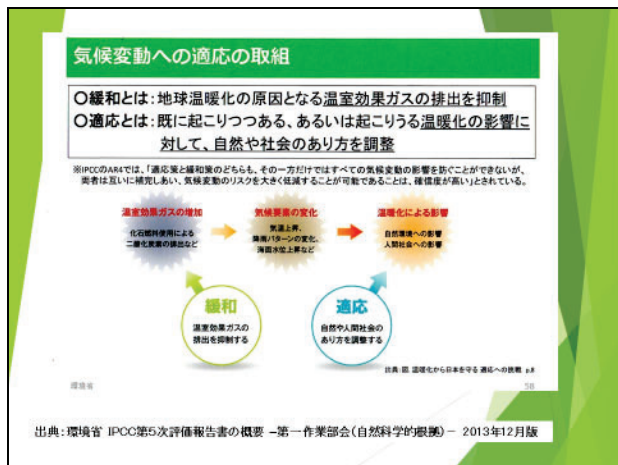 気候変動への適応の取組
○緩和とは:地球温暖化の原因となる温室効果ガスの排出を抑制
○適応とは:既に起こりつつある、あるいは起こりうる温暖化の影響に
対して、自然や社会のあり方を調整
※IPCCのAR4では、「適応策と緩和策のどちらも、その一方だけではすべての気候変動の影響を防ぐことができないが、
両者は互いに補完しあい、気候変動のリスクを大きく低減することが可能であることは、確信度が高い」とされている。
温室効果ガスの増加
化石燃料使用による
二酸化炭素の排出など
気候要素の変化
気温上昇、
降雨パターンの変化、
海面水位上昇など
温暖化による影響
自然環境への影響
人間社会への影響
緩和
温室効果ガスの
排出を抑制する
適応
自然や人間社会の
あり方を調整する
出典:図. 温暖化から日本を守る 適応への挑戦 p.8
環境省
58
出典:環境省 IPCC第5次評価報告書の概要 -第一作業部会(自然科学的根拠)- 2013年12月版